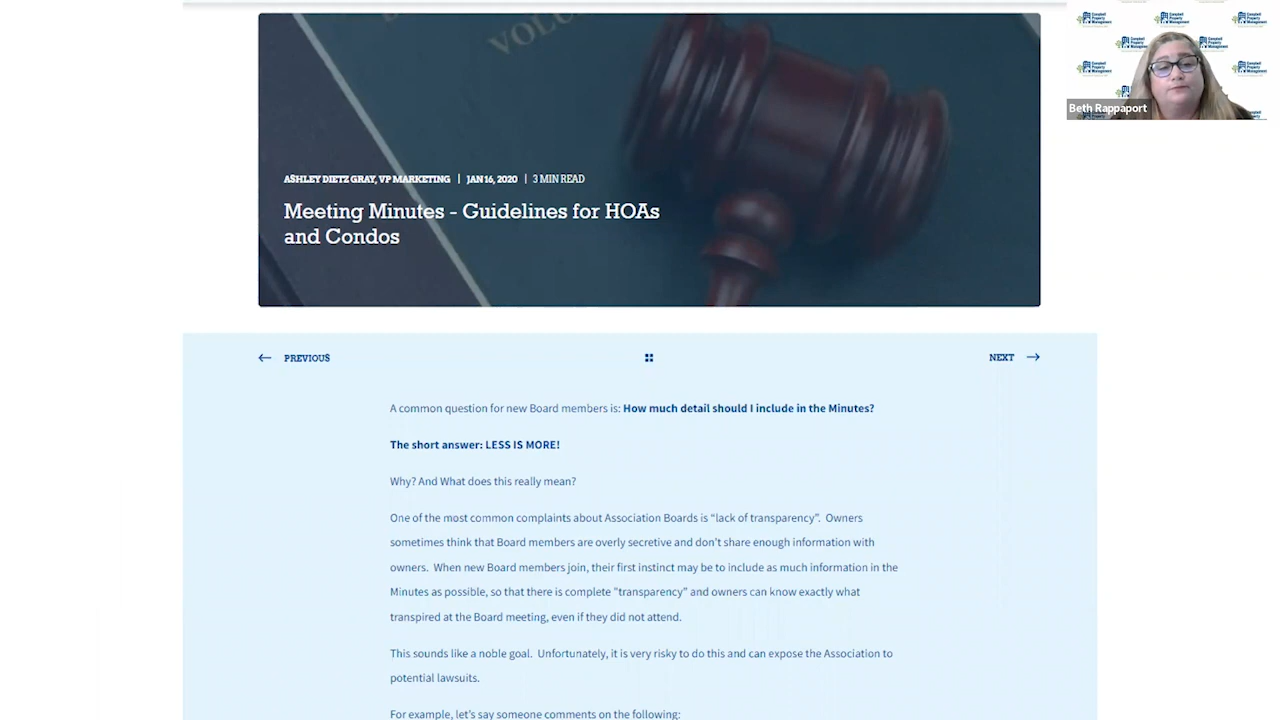 VOLU
Campbell
Property
Management
Beth Rappaport
ASHLEY DIETZ GRAY, VP MARKETING | JAN 16, 2020 | 3 MIN READ
Meeting Minutes - Guidelines for HOAs
and Condos
PREVIOUS
NEXT
A common question for new Board members is: How much detail should I include in the Minutes?
The short answer: LESS IS MORE!
Why? And What does this really mean?
One of the most common complaints about Association Boards is “lack of transparency”. Owners
sometimes think that Board members are overly secretive and don't share enough information with
owners. When new Board members join, their first instinct may be to include as much information in the
Minutes as possible, so that there is complete “transparency” and owners can know exactly what
transpired at the Board meeting, even if they did not attend.
This sounds like a noble goal. Unfortunately, it is very risky to do this and can expose the Association to
potential lawsuits.
For example, let's say someone comments on the following: